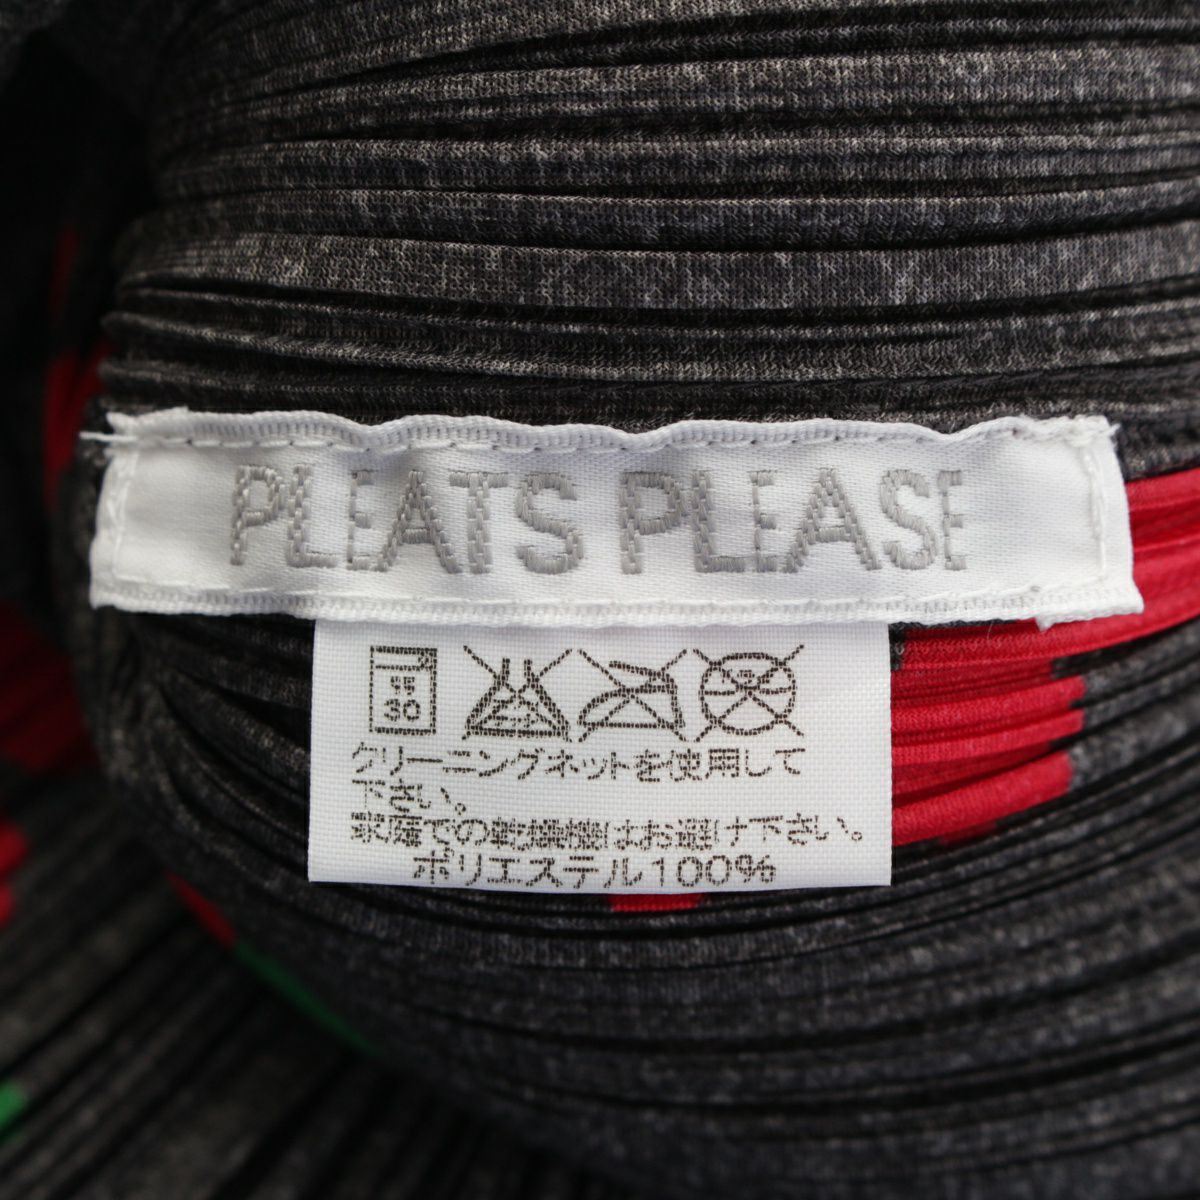 PLEATS PLEASE
30
クリーニングネットを使用して
下さい。
家庭での乾燥機はお避け下さい。
ポリエステル100%